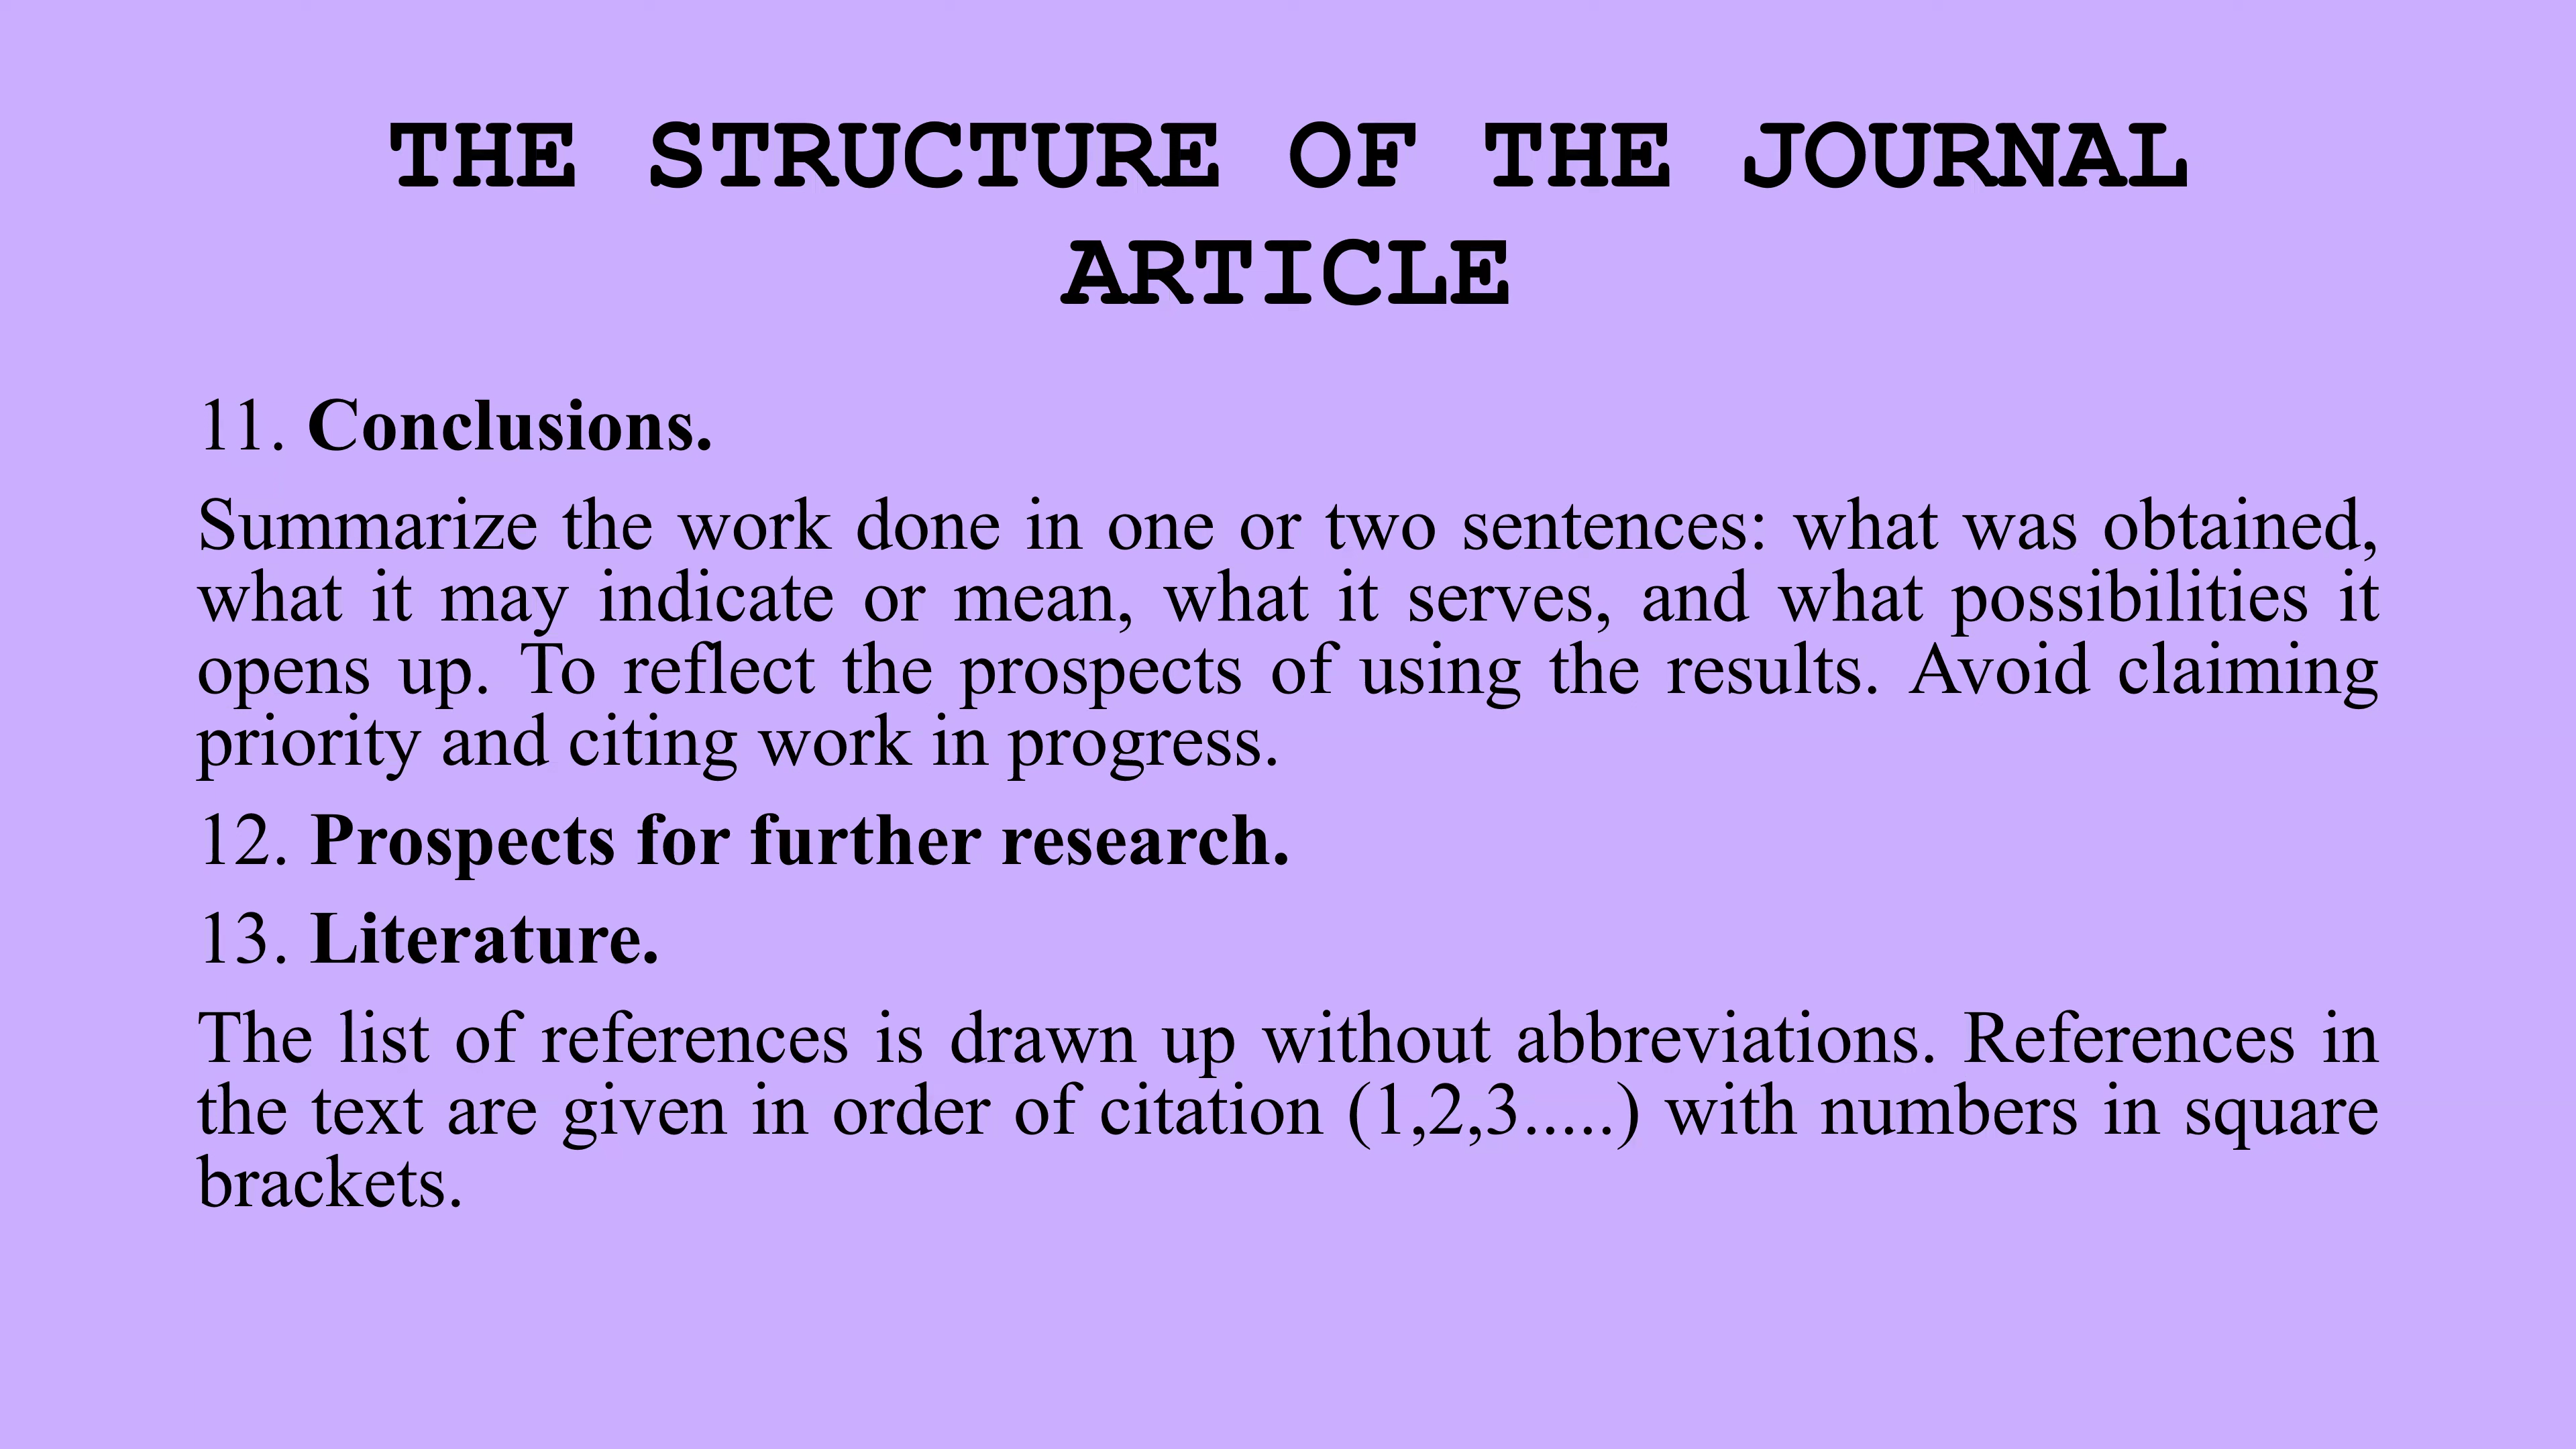 THE STRUCTURE OF THE JOURNAL
ARTICLE
11. Conclusions.
Summarize the work done in one or two sentences: what was obtained,
what it may indicate or mean, what it serves, and what possibilities it
opens up. To reflect the prospects of using the results. Avoid claiming
priority and citing work in progress.
12. Prospects for further research.
13. Literature.
The list of references is drawn up without abbreviations. References in
the text are given in order of citation (1,2,3.....) with numbers in square
brackets.